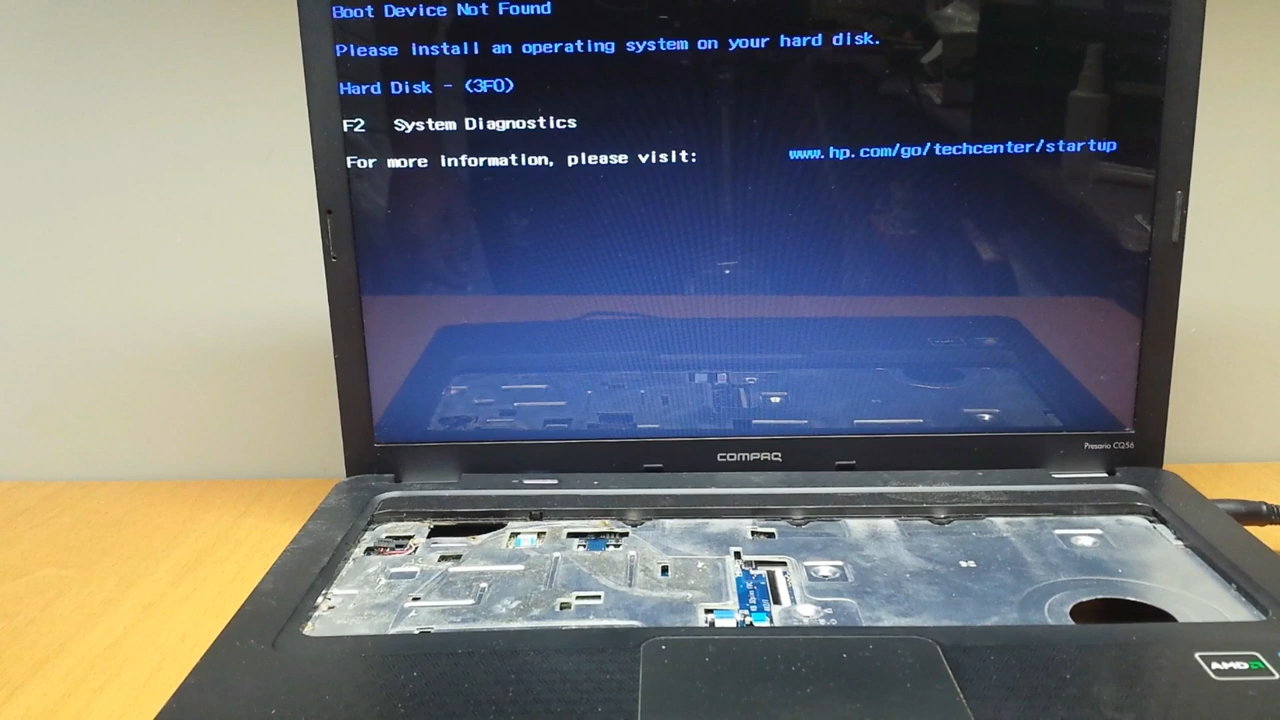 Boot Device Not Found
Please install an operating system on your hard disk.
Hard Disk - (3F0)
F2 System Diagnostics
For more information, please visit: www.hp.com/go/techcenter/startup
COMPAQ
Presario CQ56
AMD